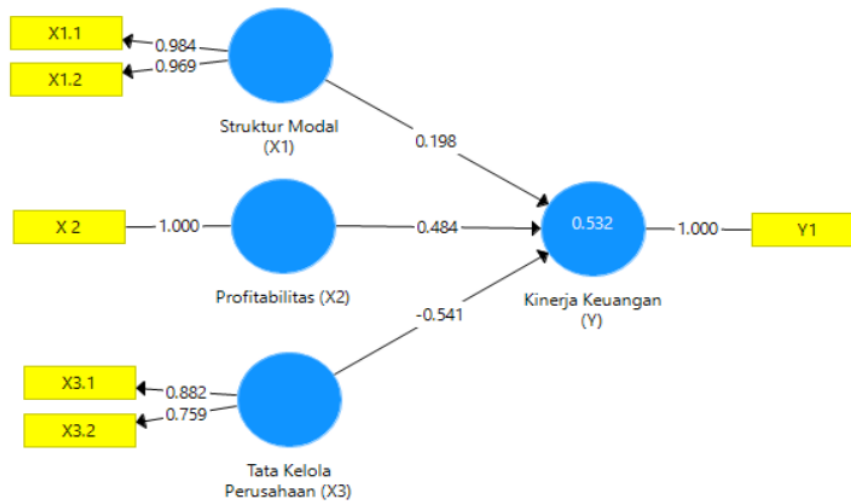 X1.1
0.984
X1.2
0.969
Struktur Modal
(X1)
0.198
X 2
1.000
0.484
0.532
1.000
Y1
Profitabilitas (X2)
Kinerja Keuangan
(Y)
-0.541
X3.1
0.882
X3.2
0.759
Tata Kelola
Perusahaan (X3)